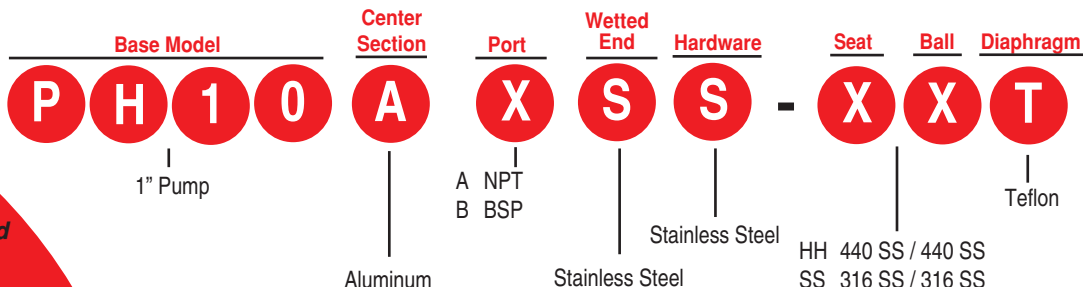 Base Model
Center
Section
Port
Wetted
End
Hardware
Seat
Ball
Diaphragm
P H 1 0 A X S S - X X T
1” Pump
A NPT
B BSP
Teflon
Stainless Steel
HH 440 SS / 440 SS
Aluminum
Stainless Steel
SS 316 SS / 316 SS